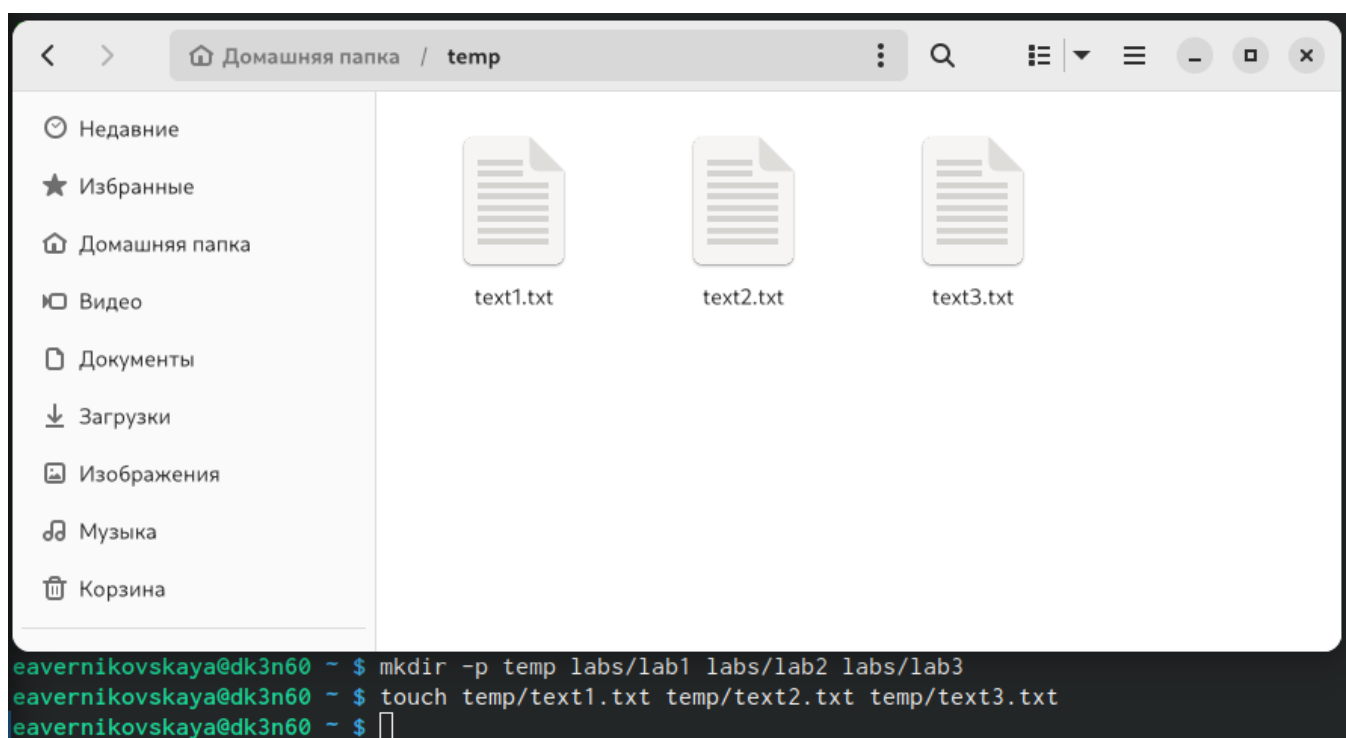 Домашняя папка / temp
Недавние
Избранные
Домашняя папка
Видео
Документы
Загрузки
Изображения
Музыка
Корзина
text1.txt text2.txt text3.txt
eavernikovskaya@dk3n60 ~ $ mkdir -p temp labs/lab1 labs/lab2 labs/lab3
eavernikovskaya@dk3n60 ~ $ touch temp/text1.txt temp/text2.txt temp/text3.txt
eavernikovskaya@dk3n60 ~ $